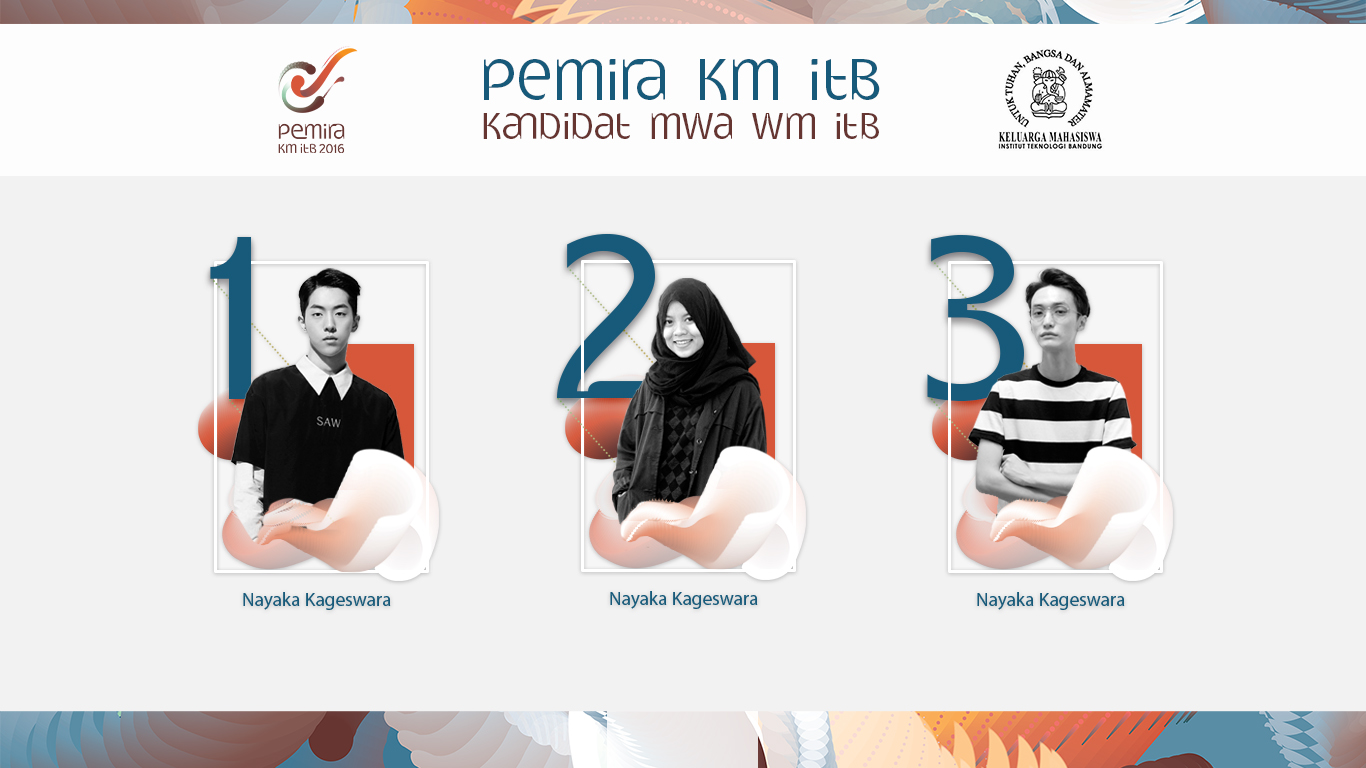 pemira
KM itB 2016
pemira KM itB
KanDiDat mwa wm itB
UNTUK TUHAN, BANGSA DAN ALMAMATER
KELUARGA MAHASISWA
INSTITUT TEKNOLOGI BANDUNG
1
2
3
SAW
Nayaka Kageswara
Nayaka Kageswara
Nayaka Kageswara